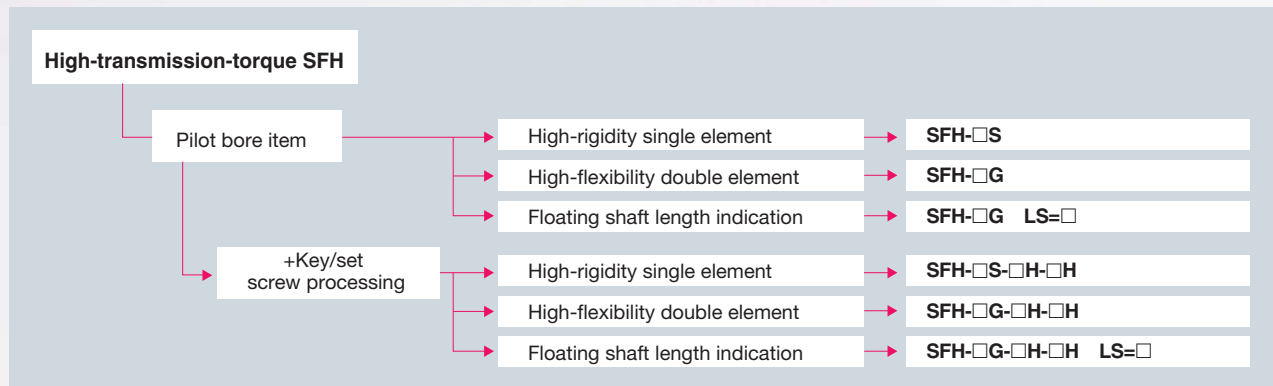 High-transmission-torque SFH
Pilot bore item
High-rigidity single element
SFH-□S
High-flexibility double element
SFH-□G
Floating shaft length indication
SFH-□G LS=□
+Key/set
screw processing
High-rigidity single element
SFH-□S-□H-□H
High-flexibility double element
SFH-□G-□H-□H
Floating shaft length indication
SFH-□G-□H-□H LS=□